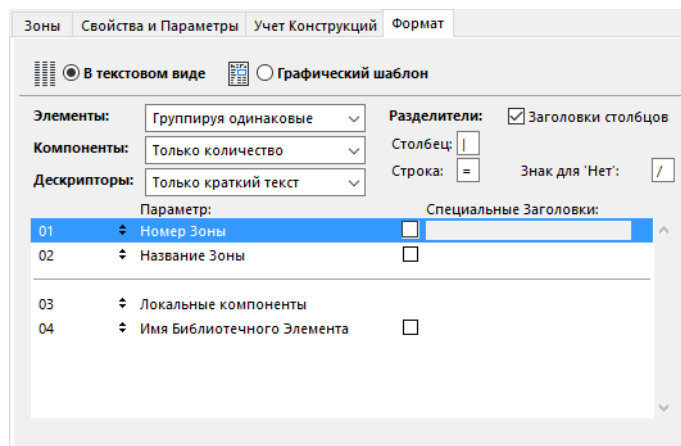 Зоны Свойства и Параметры Учет Конструкций Формат
В текстовом виде Графический шаблон
Элементы: Группируя одинаковые Разделители: Заголовки столбцов
Компоненты: Только количество Столбец: |
Дескрипторы: Только краткий текст Строка: = Знак для 'Нет': /
Параметр: Специальные Заголовки:
01 Номер Зоны
02 Название Зоны
03 Локальные компоненты
04 Имя Библиотечного Элемента